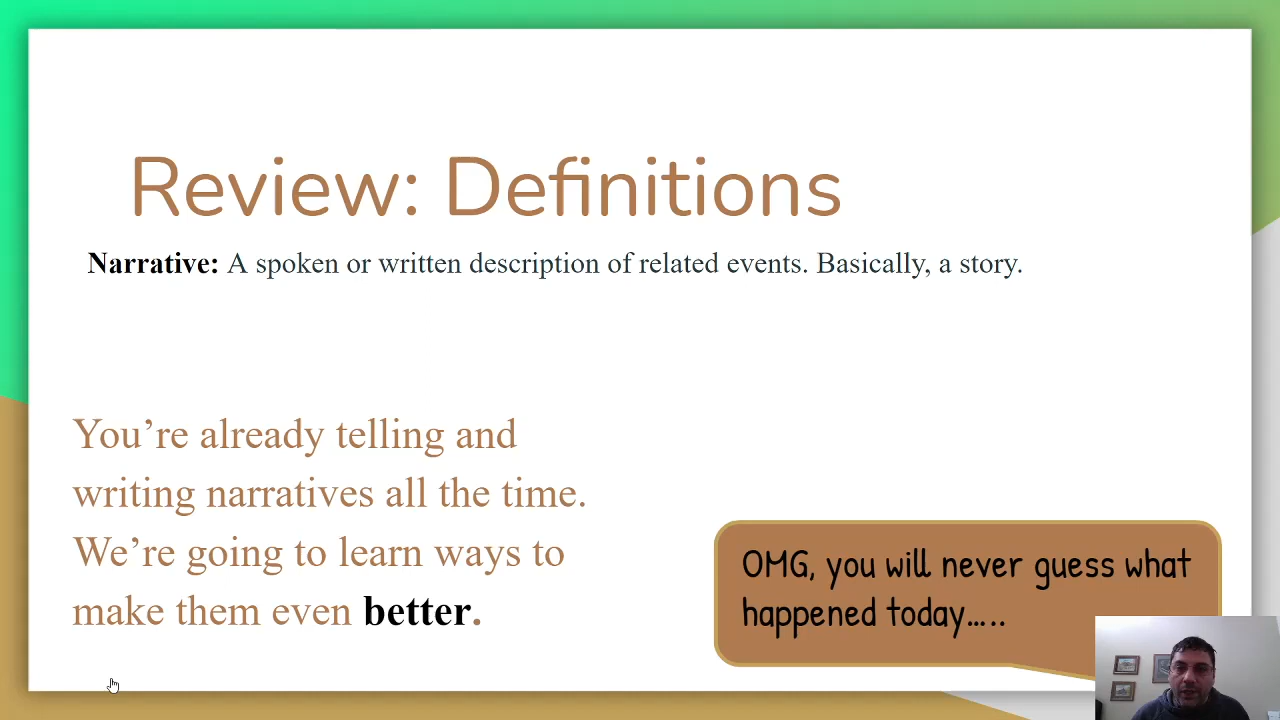 Review: Definitions
Narrative: A spoken or written description of related events. Basically, a story.
You’re already telling and
writing narratives all the time.
We’re going to learn ways to
make them even better.
OMG, you will never guess what
happened today…..